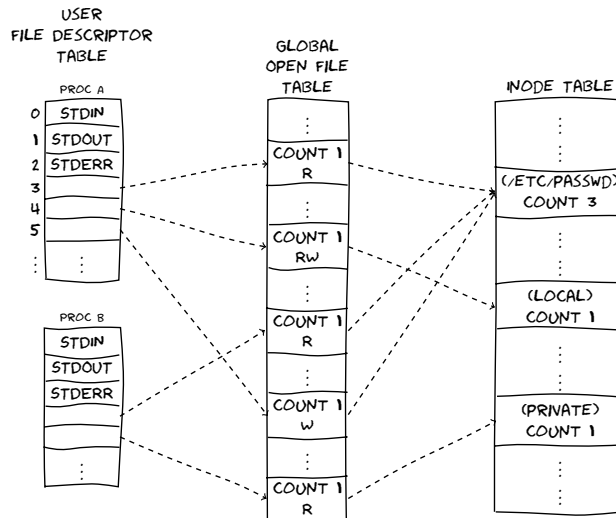 USER
FILE DESCRIPTOR
TABLE
PROC A
0 STDIN
1 STDOUT
2 STDERR
3
4
5
⋮ ⋮
PROC B
STDIN
STDOUT
STDERR
⋮
GLOBAL
OPEN FILE
TABLE
⋮
COUNT 1
R
⋮
COUNT 1
RW
⋮
COUNT 1
R
⋮
COUNT 1
W
⋮
COUNT 1
R
INODE TABLE
⋮
(/ETC/PASSWD)
COUNT 3
⋮
(LOCAL)
COUNT 1
⋮
(PRIVATE)
COUNT 1
⋮